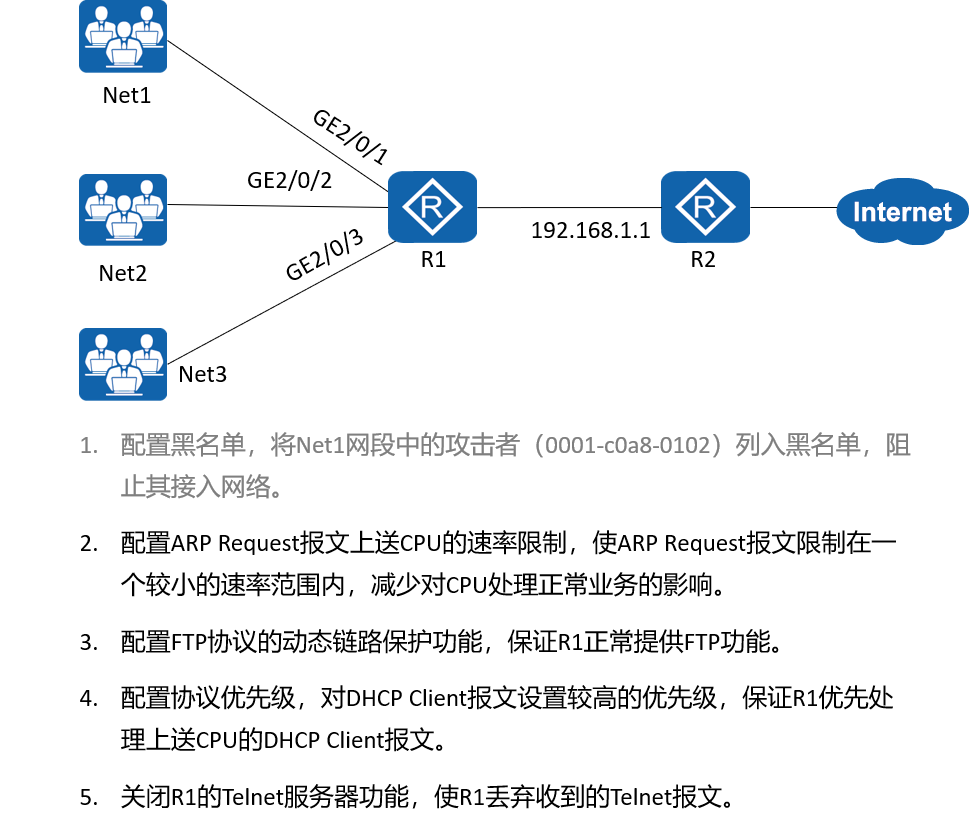 Net1
GE2/0/1
GE2/0/2
Net2
GE2/0/3
R
R1
192.168.1.1
R
R2
Internet
Net3
1. 配置黑名单，将Net1网段中的攻击者（0001-c0a8-0102）列入黑名单，阻
止其接入网络。
2. 配置ARP Request报文上送CPU的速率限制，使ARP Request报文限制在一
个较小的速率范围内，减少对CPU处理正常业务的影响。
3. 配置FTP协议的动态链路保护功能，保证R1正常提供FTP功能。
4. 配置协议优先级，对DHCP Client报文设置较高的优先级，保证R1优先处
理上送CPU的DHCP Client报文。
5. 关闭R1的Telnet服务器功能，使R1丢弃收到的Telnet报文。